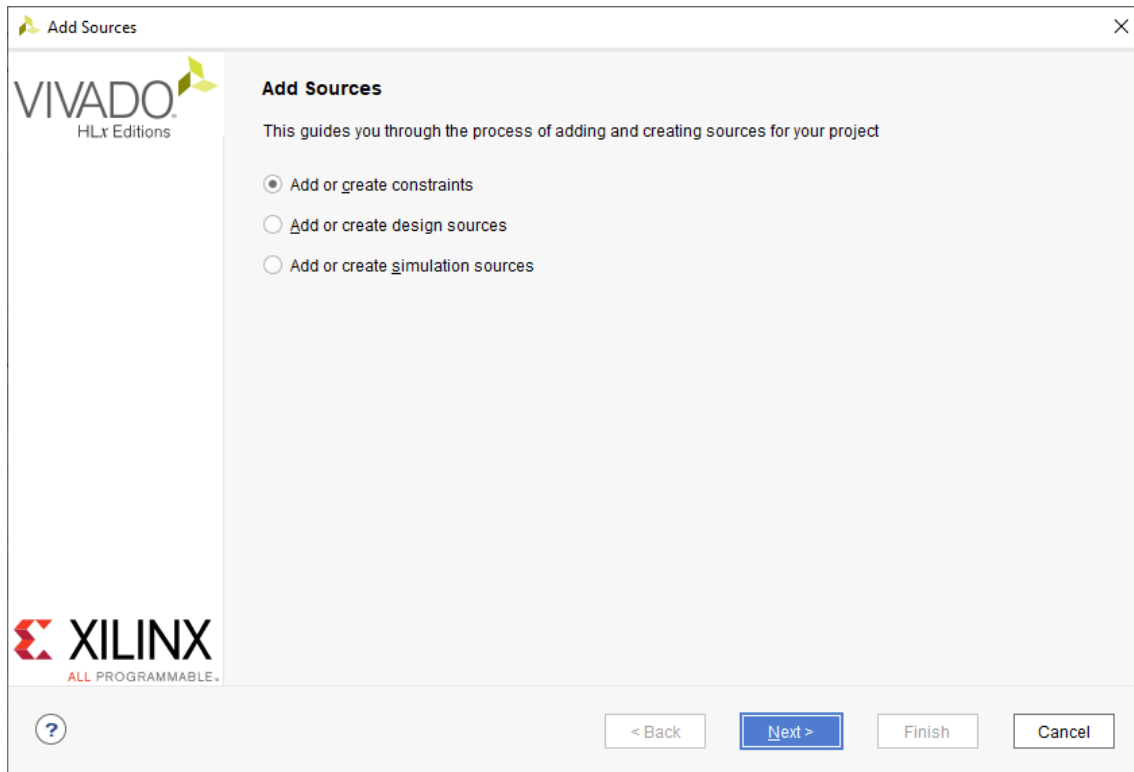 Add Sources
VIVADO.
HLx Editions
Add Sources
This guides you through the process of adding and creating sources for your project
Add or create constraints
Add or create design sources
Add or create simulation sources
XILINX
ALL PROGRAMMABLE.
?
< Back
Next >
Finish
Cancel